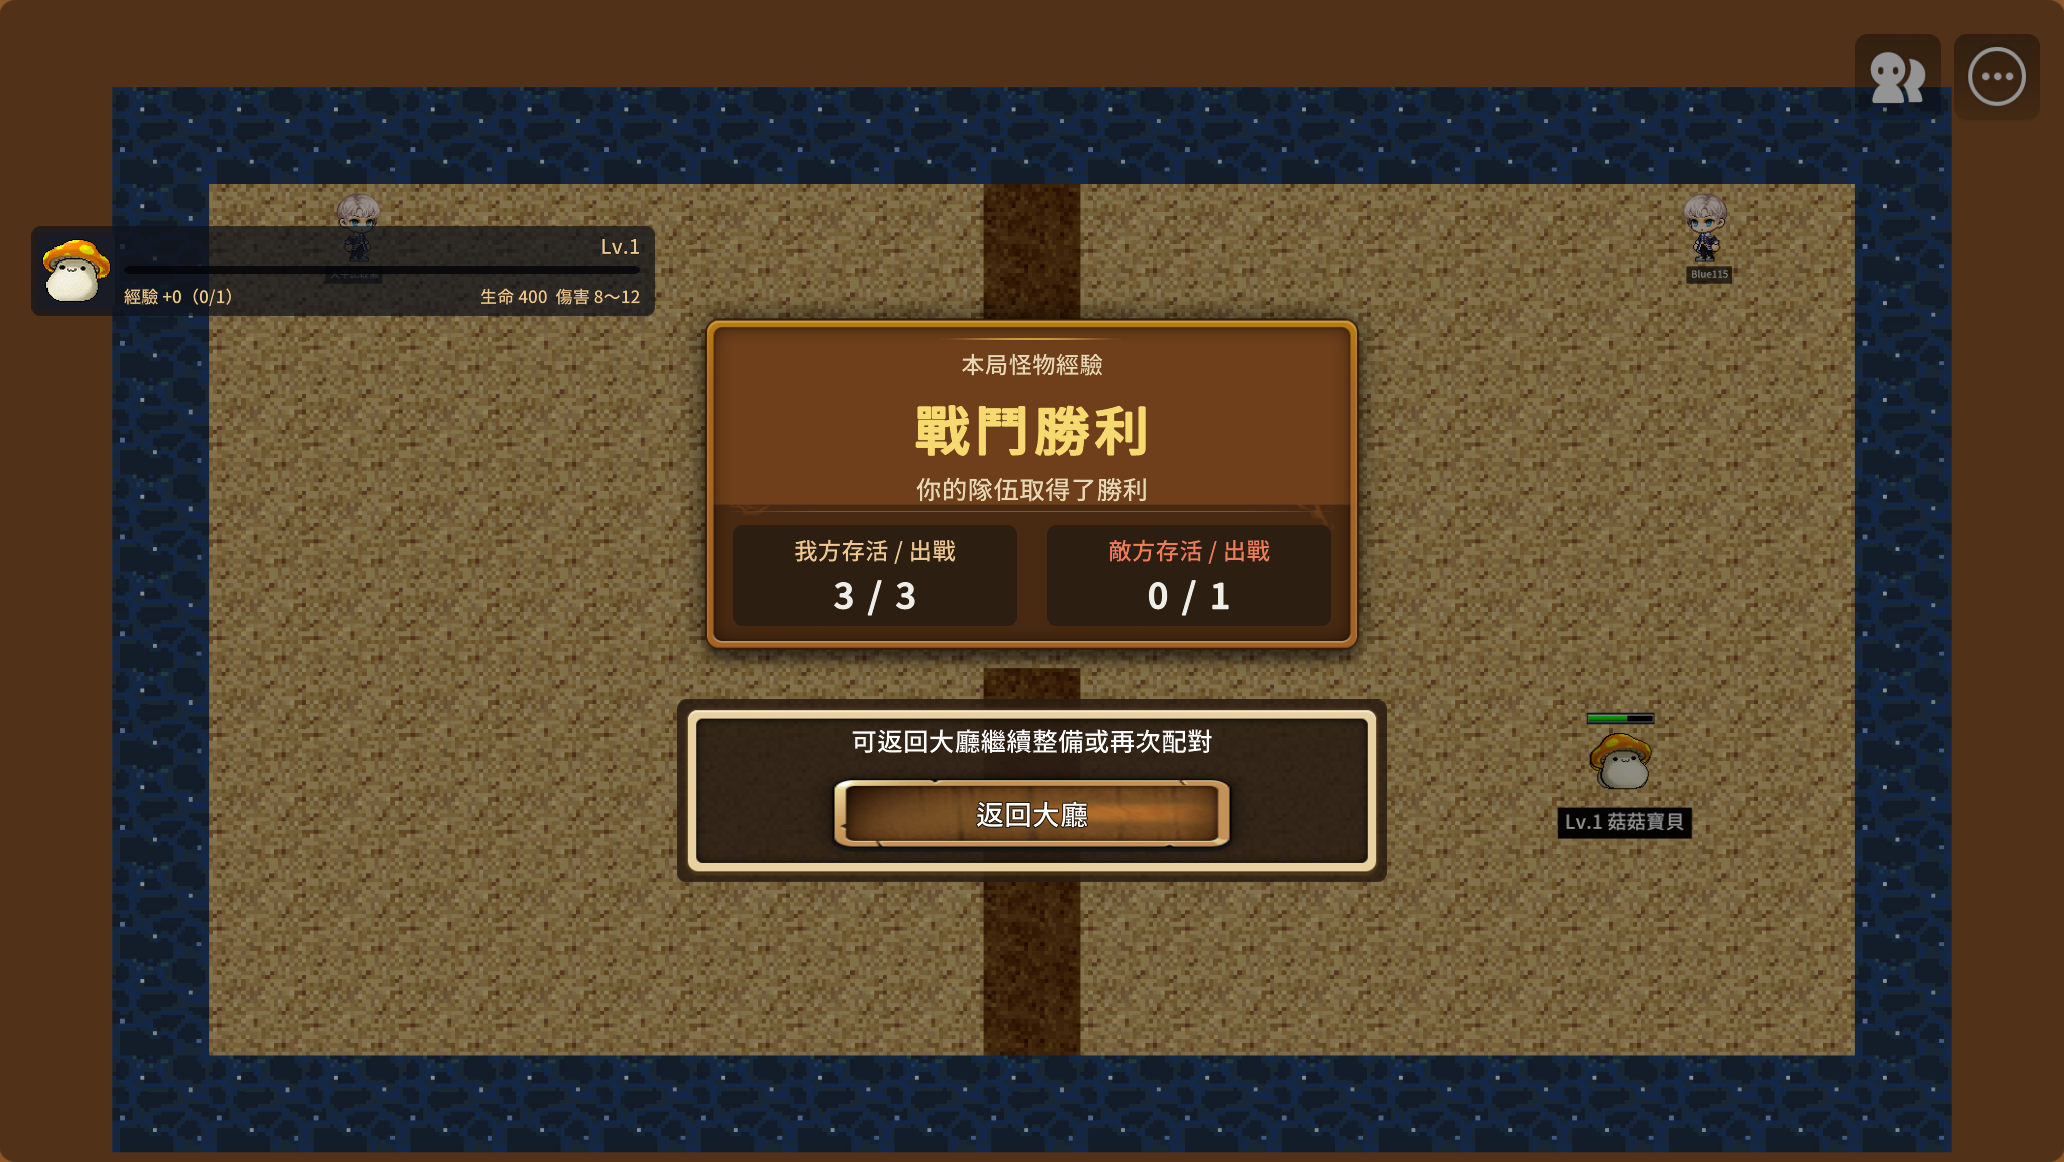 Lv.1
經驗 +0（0/1）
生命 400 傷害 8～12
Blue115
本局怪物經驗
戰鬥勝利
你的隊伍取得了勝利
我方存活 / 出戰
3 / 3
敵方存活 / 出戰
0 / 1
可返回大廳繼續整備或再次配對
返回大廳
Lv.1 菇菇寶貝